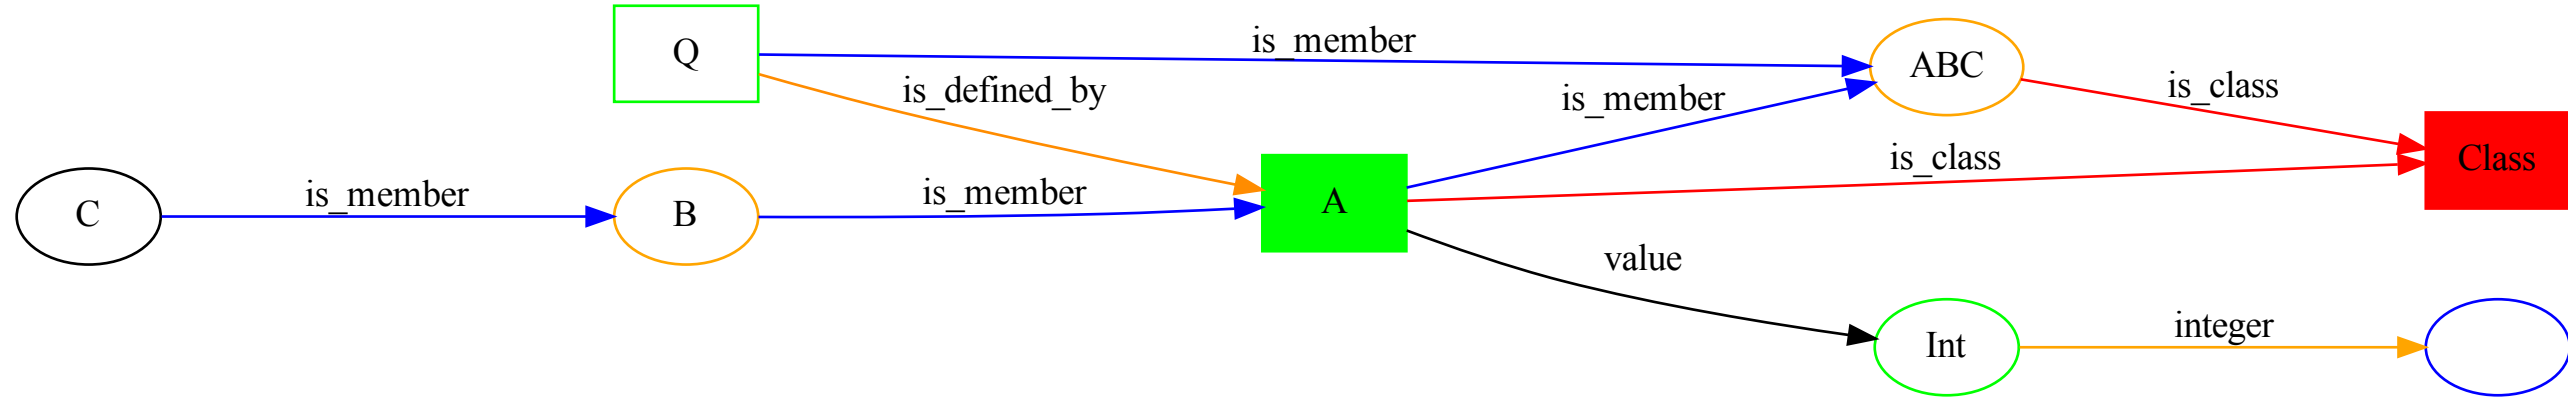 Q
is_member
ABC
is_defined_by
is_member
is_class
Class
C
is_member
B
is_member
A
is_class
value
Int
integer